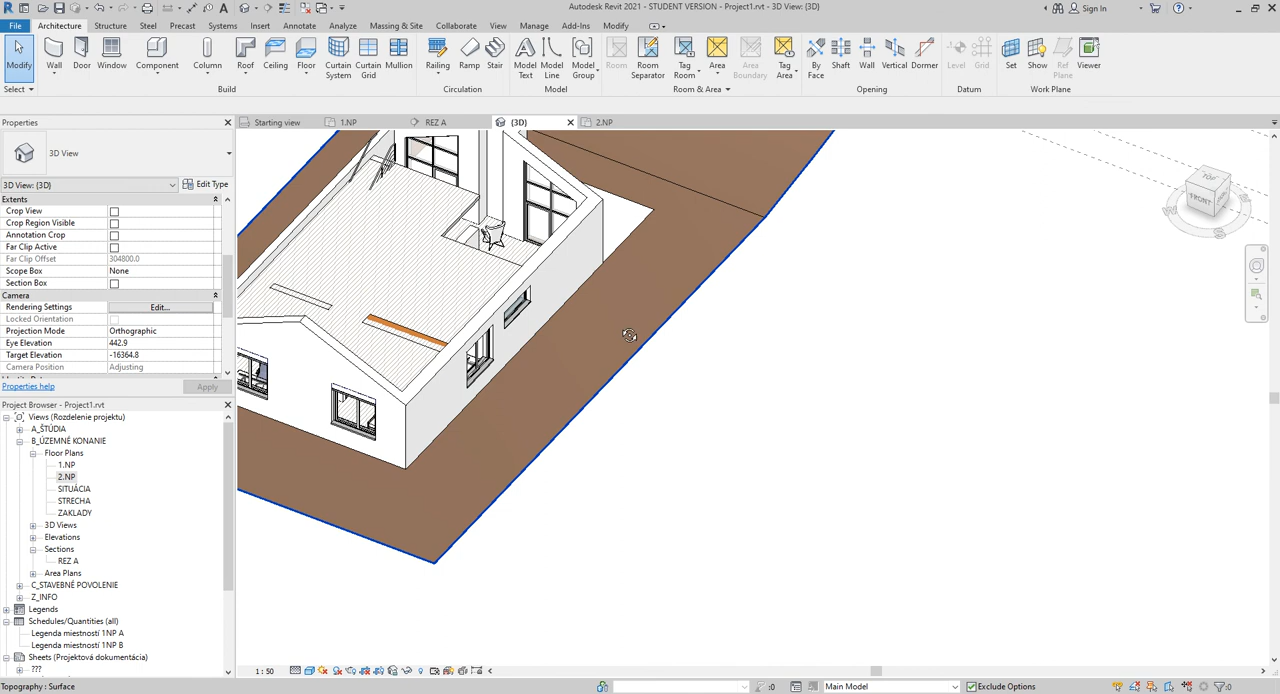 Autodesk Revit 2021 - STUDENT VERSION - Project1.rvt - 3D View: {3D}
Sign In
File Architecture Structure Steel Precast Systems Insert Annotate Analyze Massing & Site Collaborate View Manage Add-Ins Modify
Modify Wall Door Window Component Column Roof Ceiling Floor Curtain System Curtain Grid Mullion Railing Ramp Stair Model Text Model Line Model Group Room Room Separator Tag Room Area Area Boundary Tag Area By Face Shaft Wall Vertical Dormer Level Grid Set Show Ref Plane Viewer
Select Build Circulation Model Room & Area Opening Datum Work Plane
Properties
Starting view 1.NP REZ A {3D} 2.NP
3D View
3D View: {3D} Edit Type
Extents
Crop View
Crop Region Visible
Annotation Crop
Far Clip Active
Far Clip Offset 304800.0
Scope Box None
Section Box
Camera
Rendering Settings Edit...
Locked Orientation
Projection Mode Orthographic
Eye Elevation 442.9
Target Elevation -16364.8
Camera Position Adjusting
Properties help Apply
Project Browser - Project1.rvt
Views (Rozdelenie projektu)
A_ŠTÚDIA
B_ÚZEMNÉ KONANIE
Floor Plans
1.NP
2.NP
SITUÁCIA
STRECHA
ZAKLADY
3D Views
Elevations
Sections
REZ A
Area Plans
C_STAVEBNÉ POVOLENIE
Z_INFO
Legends
Schedules/Quantities (all)
Legenda miestností 1NP A
Legenda miestností 1NP B
Sheets (Projektová dokumentácia)
???
TOP
FRONT
W
S
1 : 50
Topography : Surface
:0
Main Model
Exclude Options
:0